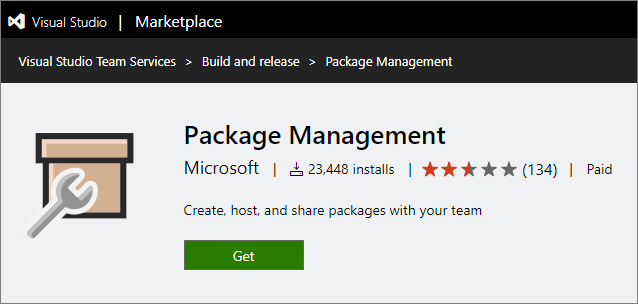 Visual Studio | Marketplace
Visual Studio Team Services > Build and release > Package Management
Package Management
Microsoft | 23,448 installs | (134) | Paid
Create, host, and share packages with your team
Get